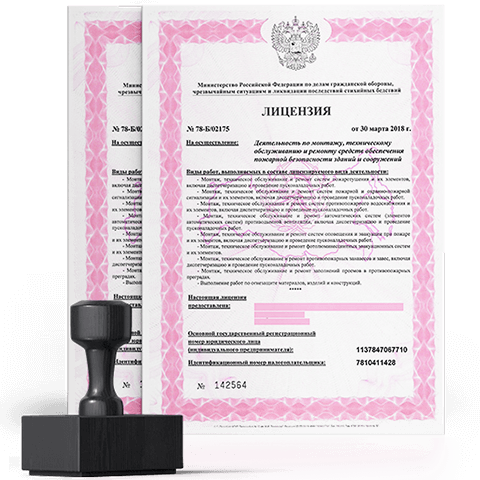 Министерство Российской Федерации по делам гражданской обороны,
чрезвычайным ситуациям и ликвидации последствий стихийных бедствий
ЛИЦЕНЗИЯ
№ 78-Б/02175 от 30 марта 2018 г.
На осуществление: Деятельность по монтажу, техническому
обслуживанию и ремонту средств обеспечения
пожарной безопасности зданий и сооружений
Виды работ, выполняемых в составе лицензируемого вида деятельности:
- Монтаж, техническое обслуживание и ремонт систем пожаротушения и их элементов,
включая диспетчеризацию и проведение пусконаладочных работ.
- Монтаж, техническое обслуживание и ремонт систем пожарной и охранно-пожарной
сигнализации и их элементов, включая диспетчеризацию и проведение пусконаладочных работ.
- Монтаж, техническое обслуживание и ремонт систем противопожарного водоснабжения и
их элементов, включая диспетчеризацию и проведение пусконаладочных работ.
- Монтаж, техническое обслуживание и ремонт автоматических систем (элементов
автоматических систем) противодымной вентиляции, включая диспетчеризацию и проведение
пусконаладочных работ.
- Монтаж, техническое обслуживание и ремонт систем оповещения и эвакуации при пожаре
и их элементов, включая диспетчеризацию и проведение пусконаладочных работ.
- Монтаж, техническое обслуживание и ремонт фотолюминесцентных эвакуационных систем
и их элементов.
- Монтаж, техническое обслуживание и ремонт противопожарных занавесов и завес, включая
диспетчеризацию и проведение пусконаладочных работ.
- Монтаж, техническое обслуживание и ремонт заполнений проемов в противопожарных
преградах.
- Выполнение работ по огнезащите материалов, изделий и конструкций.
*****
Настоящая лицензия
предоставлена:
Основной государственный регистрационный
номер юридического лица
(индивидуального предпринимателя): 1137847067710
Идентификационный номер налогоплательщика: 7810411428
№ 142564